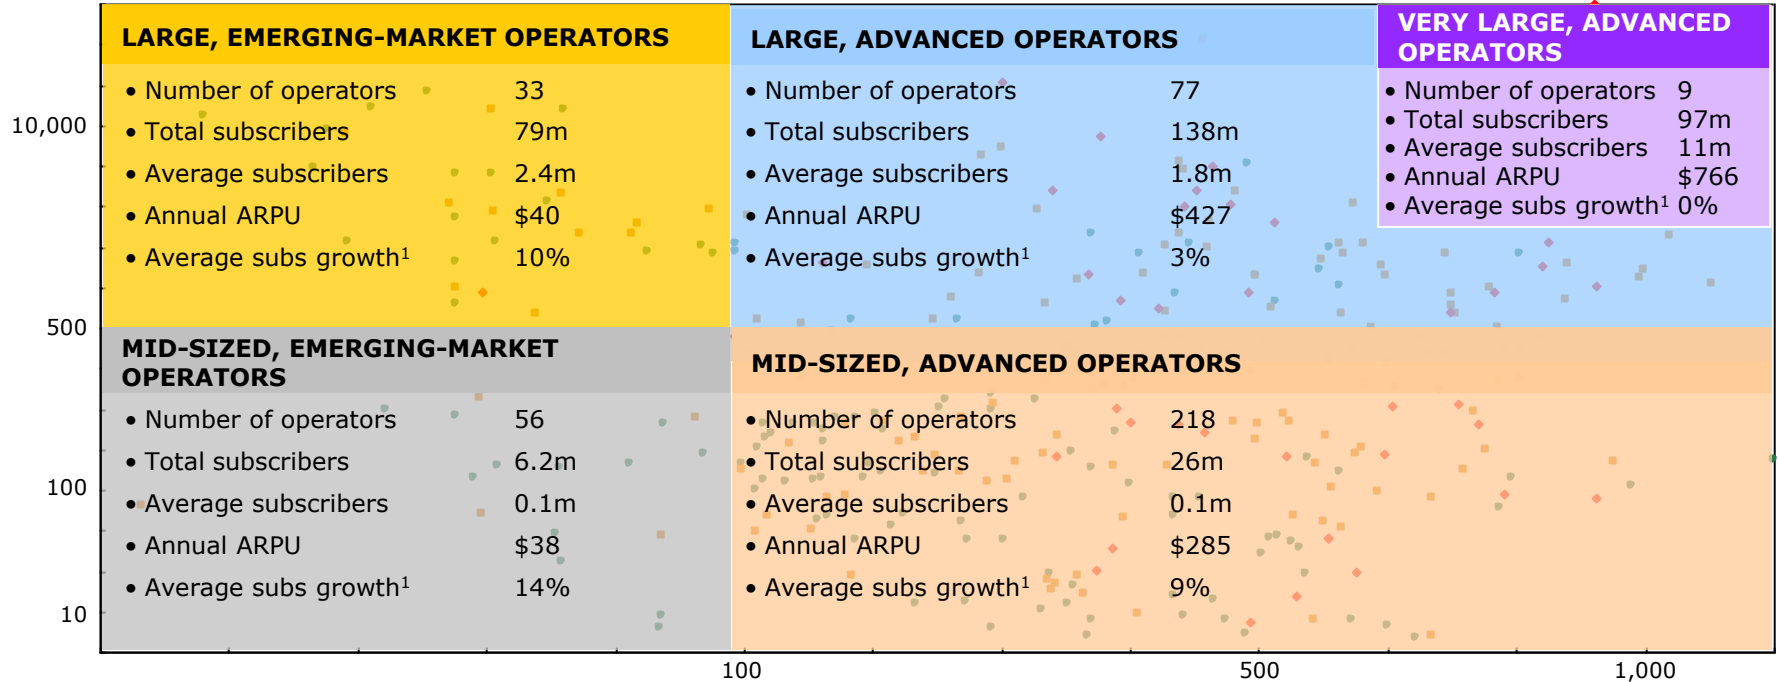 LARGE, EMERGING-MARKET OPERATORS
• Number of operators 33
• Total subscribers 79m
• Average subscribers 2.4m
• Annual ARPU $40
• Average subs growth¹ 10%
LARGE, ADVANCED OPERATORS
• Number of operators 77
• Total subscribers 138m
• Average subscribers 1.8m
• Annual ARPU $427
• Average subs growth¹ 3%
VERY LARGE, ADVANCED
OPERATORS
• Number of operators 9
• Total subscribers 97m
• Average subscribers 11m
• Annual ARPU $766
• Average subs growth¹ 0%
10,000
500
MID-SIZED, EMERGING-MARKET
OPERATORS
• Number of operators 56
• Total subscribers 6.2m
• Average subscribers 0.1m
• Annual ARPU $38
• Average subs growth¹ 14%
MID-SIZED, ADVANCED OPERATORS
• Number of operators 218
• Total subscribers 26m
• Average subscribers 0.1m
• Annual ARPU $285
• Average subs growth¹ 9%
100
10
100 500 1,000